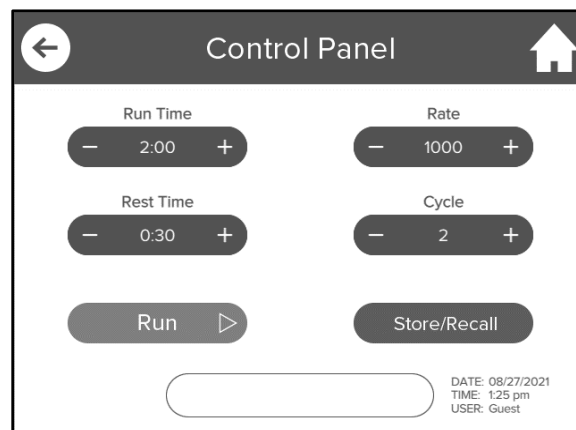 Control Panel
Run Time
Rate
− 2:00 +
− 1000 +
Rest Time
Cycle
− 0:30 +
− 2 +
Run
Store/Recall
DATE: 08/27/2021
TIME: 1:25 pm
USER: Guest